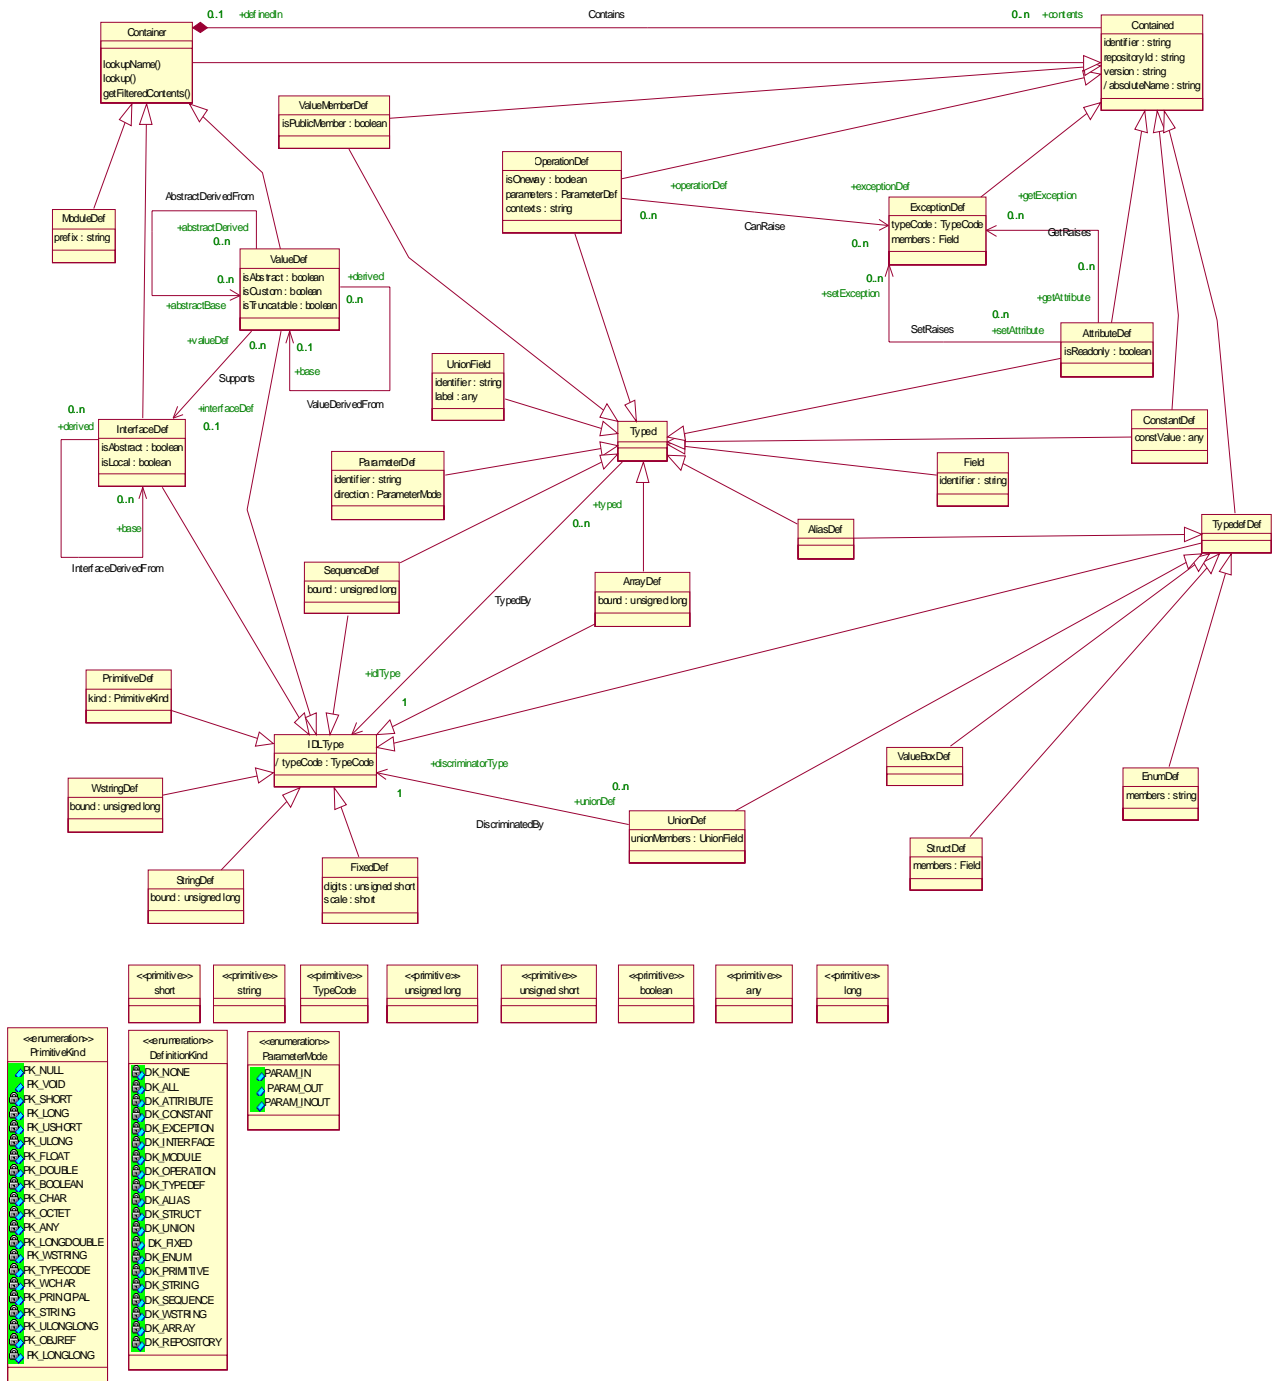 0..1 +definedIn
Contains
0..n +contents
Container
lookupName()
lookup()
getFilteredContents()
Contained
identifier : string
repositoryId : string
version : string
/ absoluteName : string
ValueMemberDef
isPublicMember : boolean
OperationDef
isOneway : boolean
parameters : ParameterDef
contexts : string
+operationDef
0..n
CanRaise
+exceptionDef
0..n
ExceptionDef
typeCode : TypeCode
members : Field
+getException
0..n
GetRaises
0..n
+getAttribute
0..n
+setException
SetRaises
0..n
+setAttribute
AttributeDef
isReadonly : boolean
ModuleDef
prefix : string
AbstractDerivedFrom
+abstractDerived
0..n
0..n
+abstractBase
ValueDef
isAbstract : boolean
isCustom : boolean
isTruncatable : boolean
+derived
0..n
0..1
+base
ValueDerivedFrom
+valueDef
0..n
Supports
+interfaceDef
0..1
0..n
+derived
InterfaceDef
isAbstract : boolean
isLocal : boolean
0..n
+base
InterfaceDerivedFrom
UnionField
identifier : string
label : any
Typed
ConstantDef
constValue : any
ParameterDef
identifier : string
direction : ParameterMode
Field
identifier : string
+typed
0..n
TypedBy
+idlType
1
AliasDef
TypedefDef
SequenceDef
bound : unsigned long
ArrayDef
bound : unsigned long
PrimitiveDef
kind : PrimitiveKind
IDLType
/ typeCode : TypeCode
+discriminatorType
1
0..n
+unionDef
DiscriminatedBy
WstringDef
bound : unsigned long
StringDef
bound : unsigned long
FixedDef
digits : unsigned short
scale : short
UnionDef
unionMembers : UnionField
ValueBoxDef
StructDef
members : Field
EnumDef
members : string
<<primitive>>
short
<<primitive>>
string
<<primitive>>
TypeCode
<<primitive>>
unsigned long
<<primitive>>
unsigned short
<<primitive>>
boolean
<<primitive>>
any
<<primitive>>
long
<<enumeration>>
PrimitiveKind
PK_NULL
PK_VOID
PK_SHORT
PK_LONG
PK_USHORT
PK_ULONG
PK_FLOAT
PK_DOUBLE
PK_BOOLEAN
PK_CHAR
PK_OCTET
PK_ANY
PK_LONGDOUBLE
PK_WSTRING
PK_TYPECODE
PK_WCHAR
PK_PRINCIPAL
PK_STRING
PK_ULONGLONG
PK_OBJREF
PK_LONGLONG
<<enumeration>>
DefinitionKind
DK_NONE
DK_ALL
DK_ATTRIBUTE
DK_CONSTANT
DK_EXCEPTION
DK_INTERFACE
DK_MODULE
DK_OPERATION
DK_TYPEDEF
DK_ALIAS
DK_STRUCT
DK_UNION
DK_FIXED
DK_ENUM
DK_PRIMITIVE
DK_STRING
DK_SEQUENCE
DK_WSTRING
DK_ARRAY
DK_REPOSITORY
<<enumeration>>
ParameterMode
PARAM_IN
PARAM_OUT
PARAM_INOUT